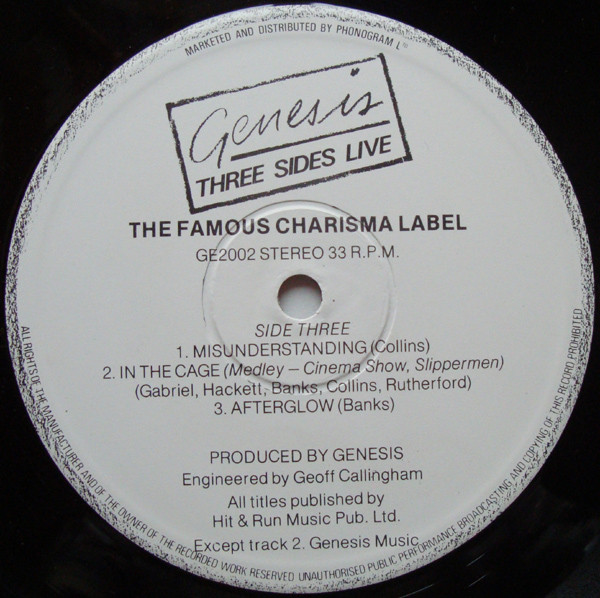 MARKETED AND DISTRIBUTED BY PHONOGRAM Lᵗᵈ
Genesis
THREE SIDES LIVE
THE FAMOUS CHARISMA LABEL
GE2002 STEREO 33 R.P.M.
SIDE THREE
1. MISUNDERSTANDING (Collins)
2. IN THE CAGE (Medley – Cinema Show, Slippermen)
(Gabriel, Hackett, Banks, Collins, Rutherford)
3. AFTERGLOW (Banks)
PRODUCED BY GENESIS
Engineered by Geoff Callingham
All titles published by
Hit & Run Music Pub. Ltd.
Except track 2. Genesis Music
ALL RIGHTS OF THE MANUFACTURER AND OF THE OWNER OF THE RECORDED WORK RESERVED UNAUTHORISED PUBLIC PERFORMANCE BROADCASTING AND COPYING OF THIS RECORD PROHIBITED